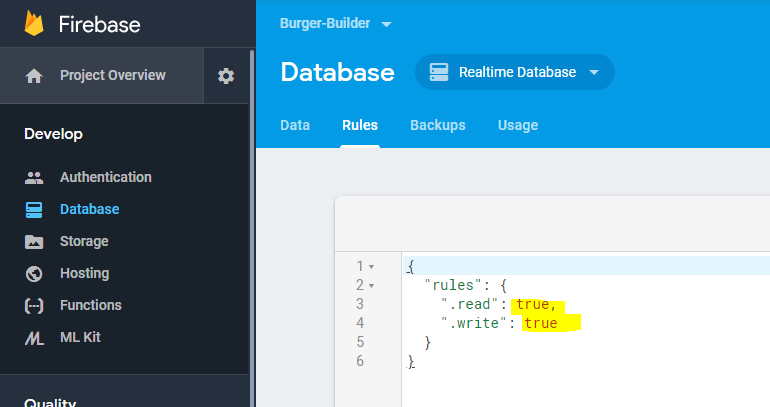 Firebase
Project Overview
Develop
Authentication
Database
Storage
Hosting
Functions
ML Kit
Quality
Burger-Builder
Database Realtime Database
Data Rules Backups Usage
1 {
2 "rules": {
3 ".read": true,
4 ".write": true
5 }
6 }